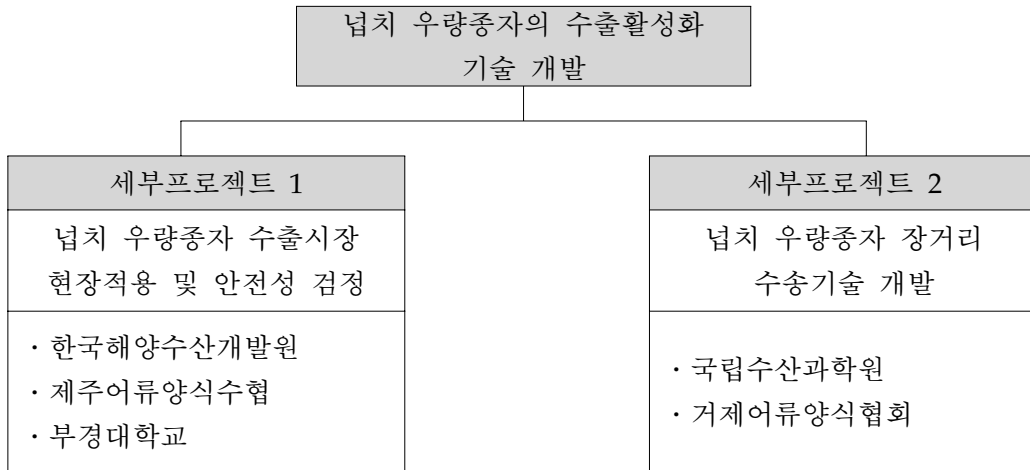 넙치 우량종자의 수출활성화
기술 개발
세부프로젝트 1
넙치 우량종자 수출시장
현장적용 및 안전성 검정
· 한국해양수산개발원
· 제주어류양식수협
· 부경대학교
세부프로젝트 2
넙치 우량종자 장거리
수송기술 개발
· 국립수산과학원
· 거제어류양식협회